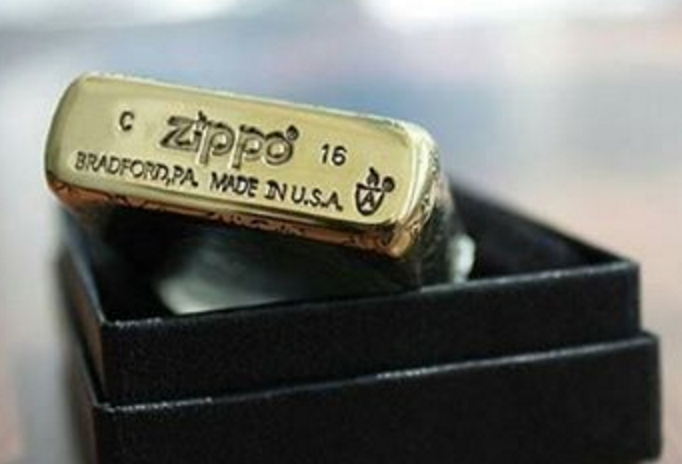 C zippo® 16
BRADFORD,PA. MADE IN U.S.A. A